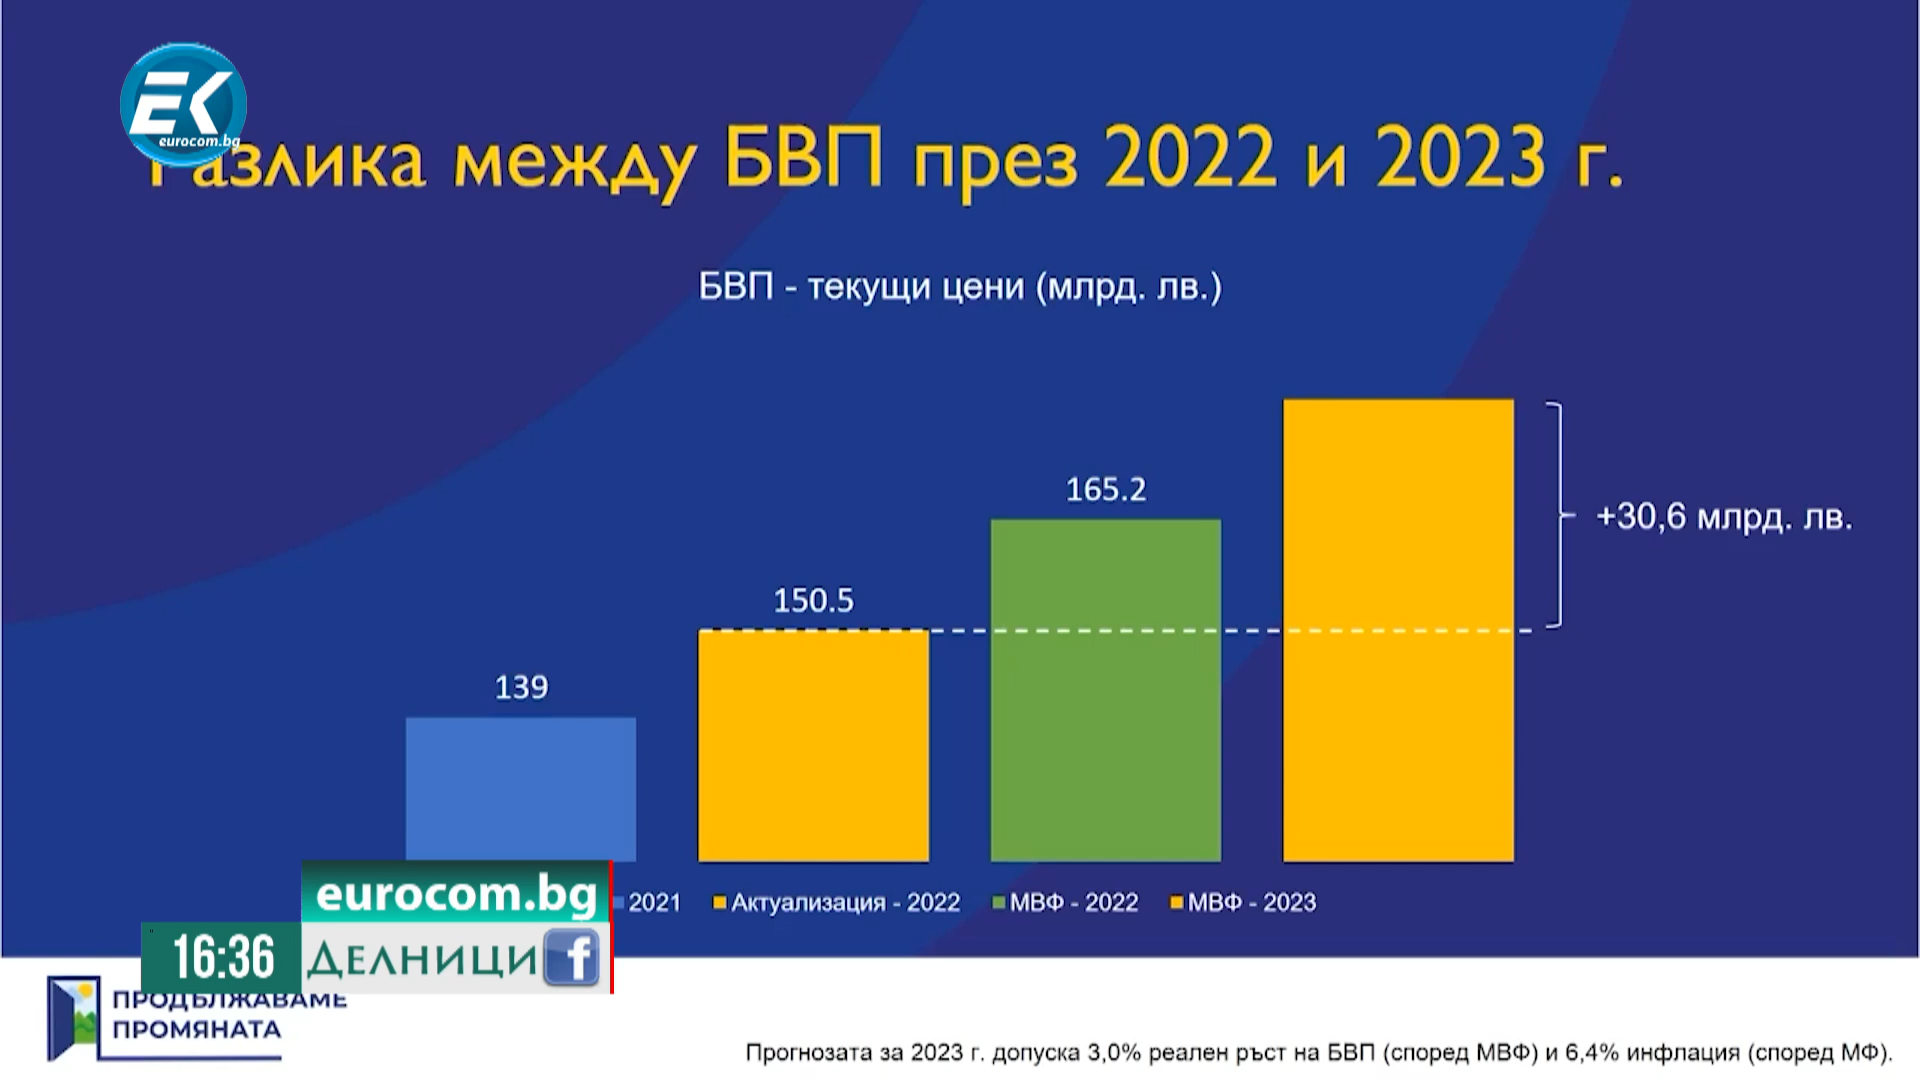 EK
eurocom.bg
Разлика между БВП през 2022 и 2023 г.
БВП - текущи цени (млрд. лв.)
139
150.5
165.2
+30,6 млрд. лв.
2021
Актуализация - 2022
МВФ - 2022
МВФ - 2023
eurocom.bg
16:36
Делници f
ПРОДЪЛЖАВАМЕ
ПРОМЯНАТА
Прогнозата за 2023 г. допуска 3,0% реален ръст на БВП (според МВФ) и 6,4% инфлация (според МФ).